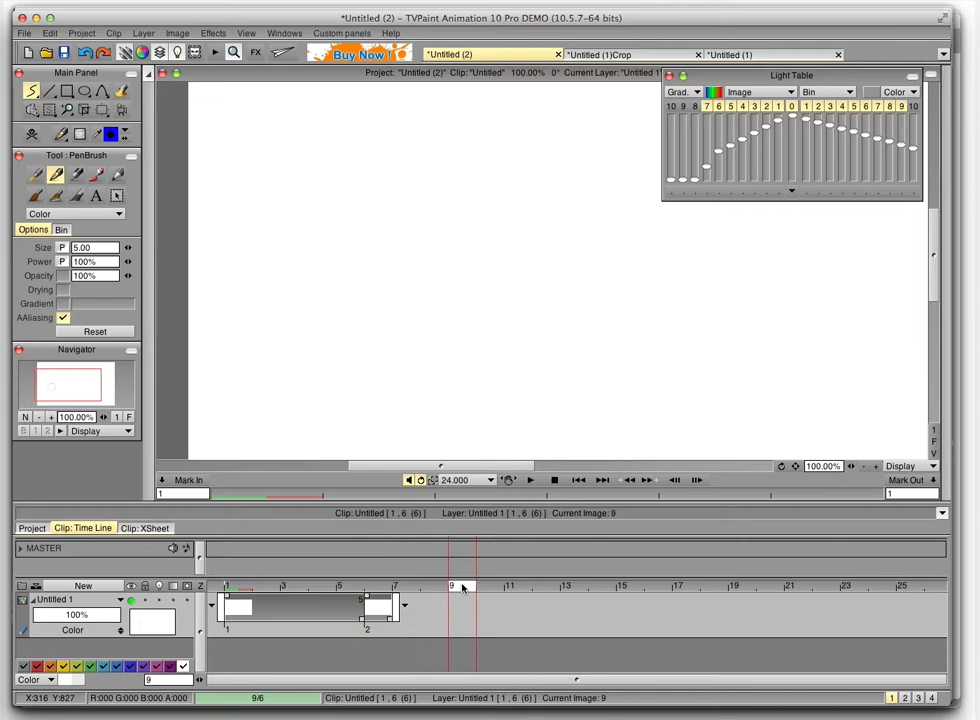 *Untitled (2) - TVPaint Animation 10 Pro DEMO (10.5.7-64 bits)
File Edit Project Clip Layer Image Effects View Windows Custom panels Help
FX Buy Now ! *Untitled (2) *Untitled (1)Crop *Untitled (1)
Main Panel
Project: "Untitled (2)" Clip: "Untitled" 100.00% 0° Current Layer: "Untitled 1
Light Table
Grad. Image Bin Color
10 9 8 7 6 5 4 3 2 1 0 1 2 3 4 5 6 7 8 9 10
Tool : PenBrush
A
Color
Options Bin
Size P 5.00
Power P 100%
Opacity 100%
Drying
Gradient
AAliasing
Reset
Navigator
N - + 100.00% 1 F
B 1 2 Display
1
F
V
100.00% - + Display
Mark In 24.000 Mark Out
1 1
Clip: Untitled [ 1 , 6 (6) ] Layer: Untitled 1 [ 1 , 6 (6) ] Current Image: 9
Project Clip: Time Line Clip: XSheet
MASTER
New Z 1 3 5 7 9 11 13 15 17 19 21 23 25
Untitled 1
5
100%
Color
1 2
Color 9
X:316 Y:827 R:000 G:000 B:000 A:000 9/6 Clip: Untitled [ 1 , 6 (6) ] Layer: Untitled 1 [ 1 , 6 (6) ] Current Image: 9 1 2 3 4